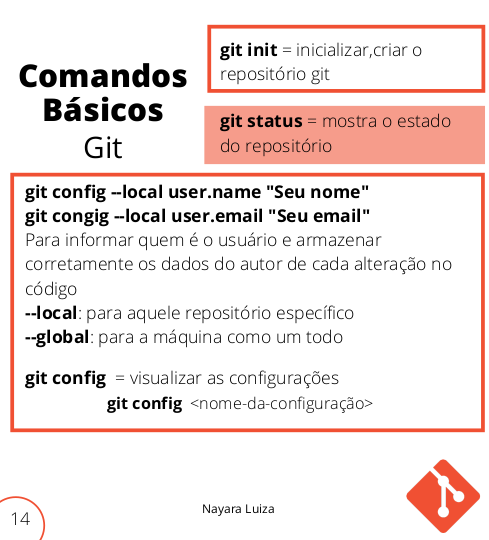 Comandos
Básicos
Git
git init = inicializar,criar o
repositório git
git status = mostra o estado
do repositório
git config --local user.name "Seu nome"
git congig --local user.email "Seu email"
Para informar quem é o usuário e armazenar
corretamente os dados do autor de cada alteração no
código
--local: para aquele repositório específico
--global: para a máquina como um todo
git config = visualizar as configurações
git config <nome-da-configuração>
Nayara Luiza
14